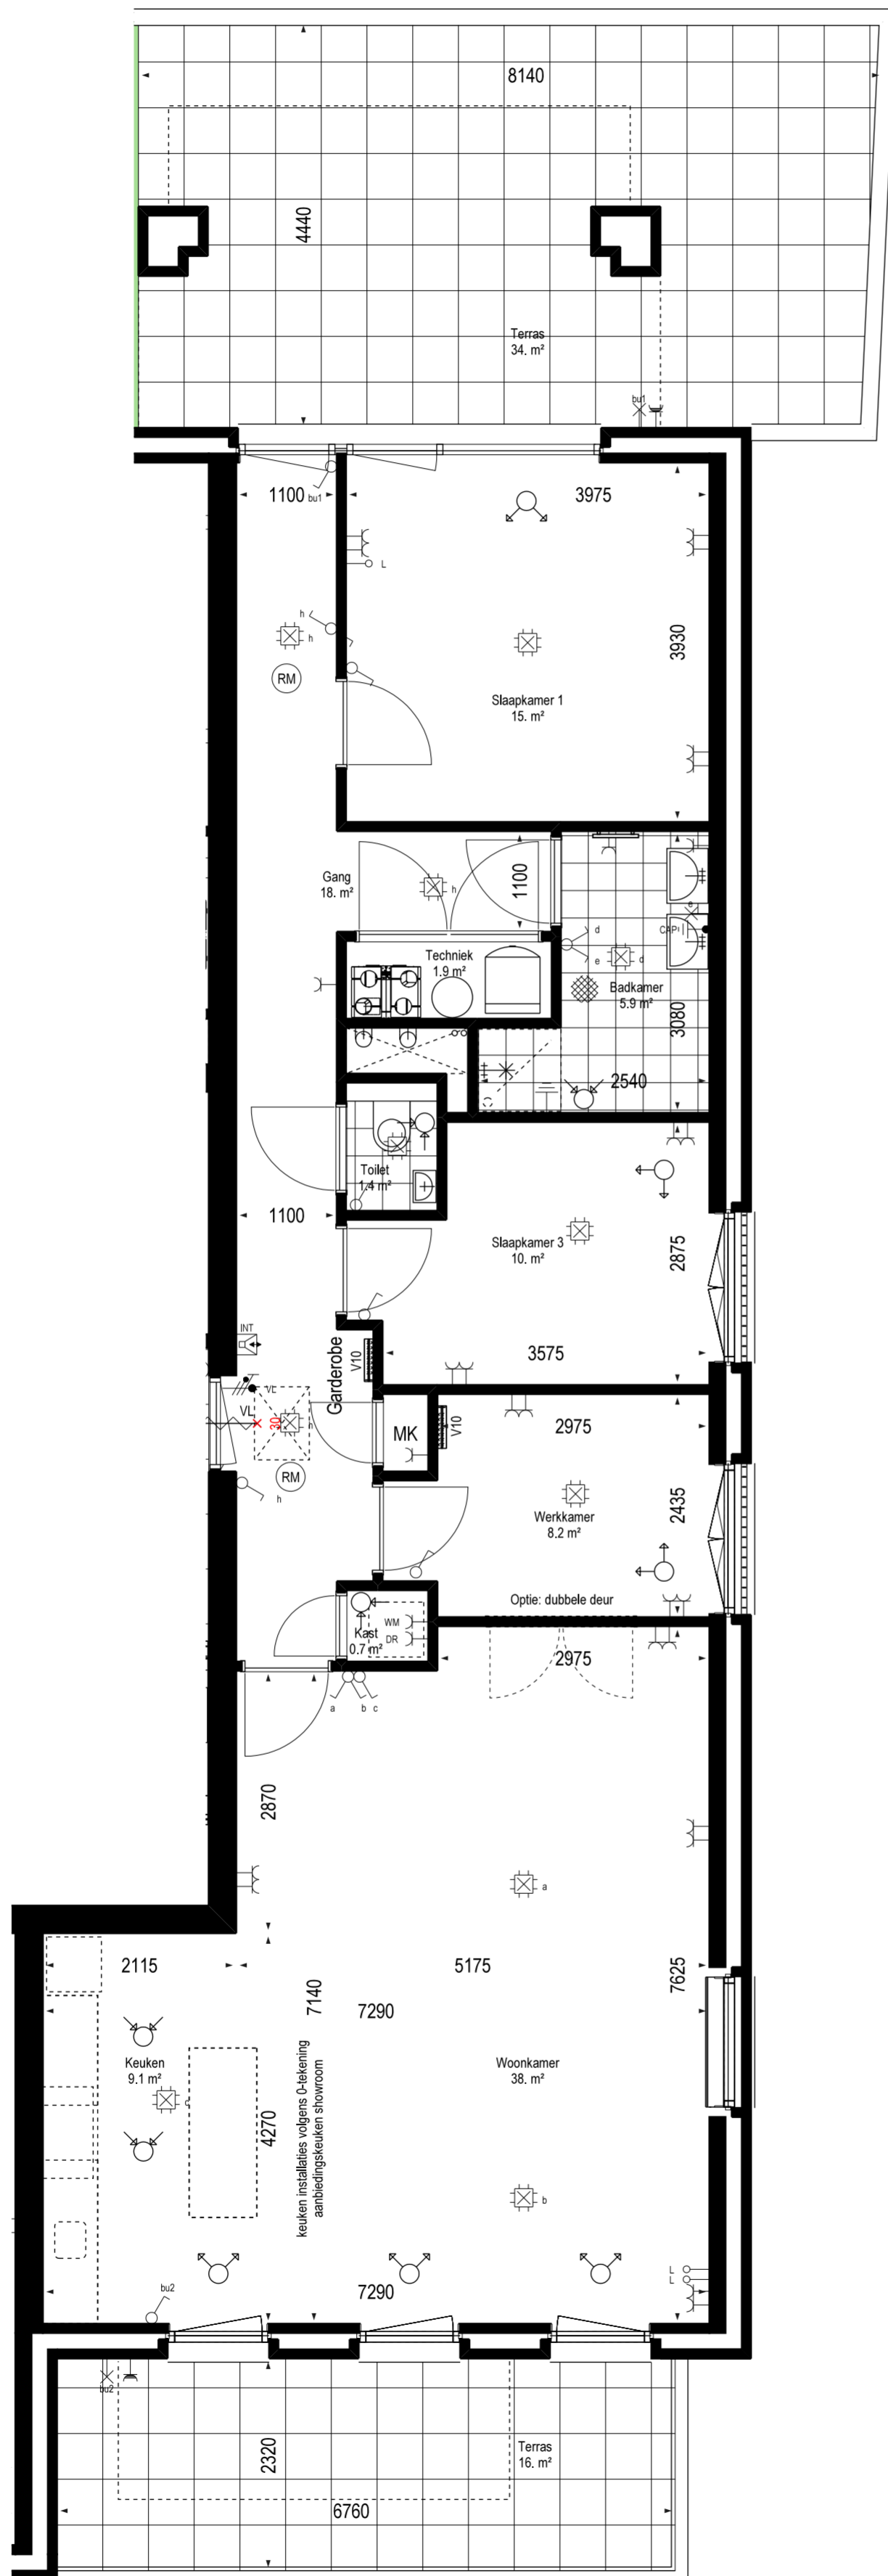 8140
4440
Terras
34. m²
bu1
1100
bu1
3975
L
h
h
RM
3930
Slaapkamer 1
15. m²
Gang
18. m²
h
1100
Techniek
1.9 m²
d
e
d
e
CAP
Badkamer
5.9 m²
3080
2540
Toilet
1.4 m²
1100
Slaapkamer 3
10. m²
2875
3575
INT
Garderobe
V10
VL
VL
30
h
MK
V10
2975
RM
h
Werkkamer
8.2 m²
2435
Optie: dubbele deur
WM
Kast
DR
0.7 m²
2975
a
b
c
2870
a
2115
5175
7625
7140
7290
Keuken
9.1 m²
c
Woonkamer
38. m²
4270
keuken installaties volgens 0-tekening
aanbiedingskeuken showroom
b
L
L
bu2
7290
bu2
2320
Terras
16. m²
6760